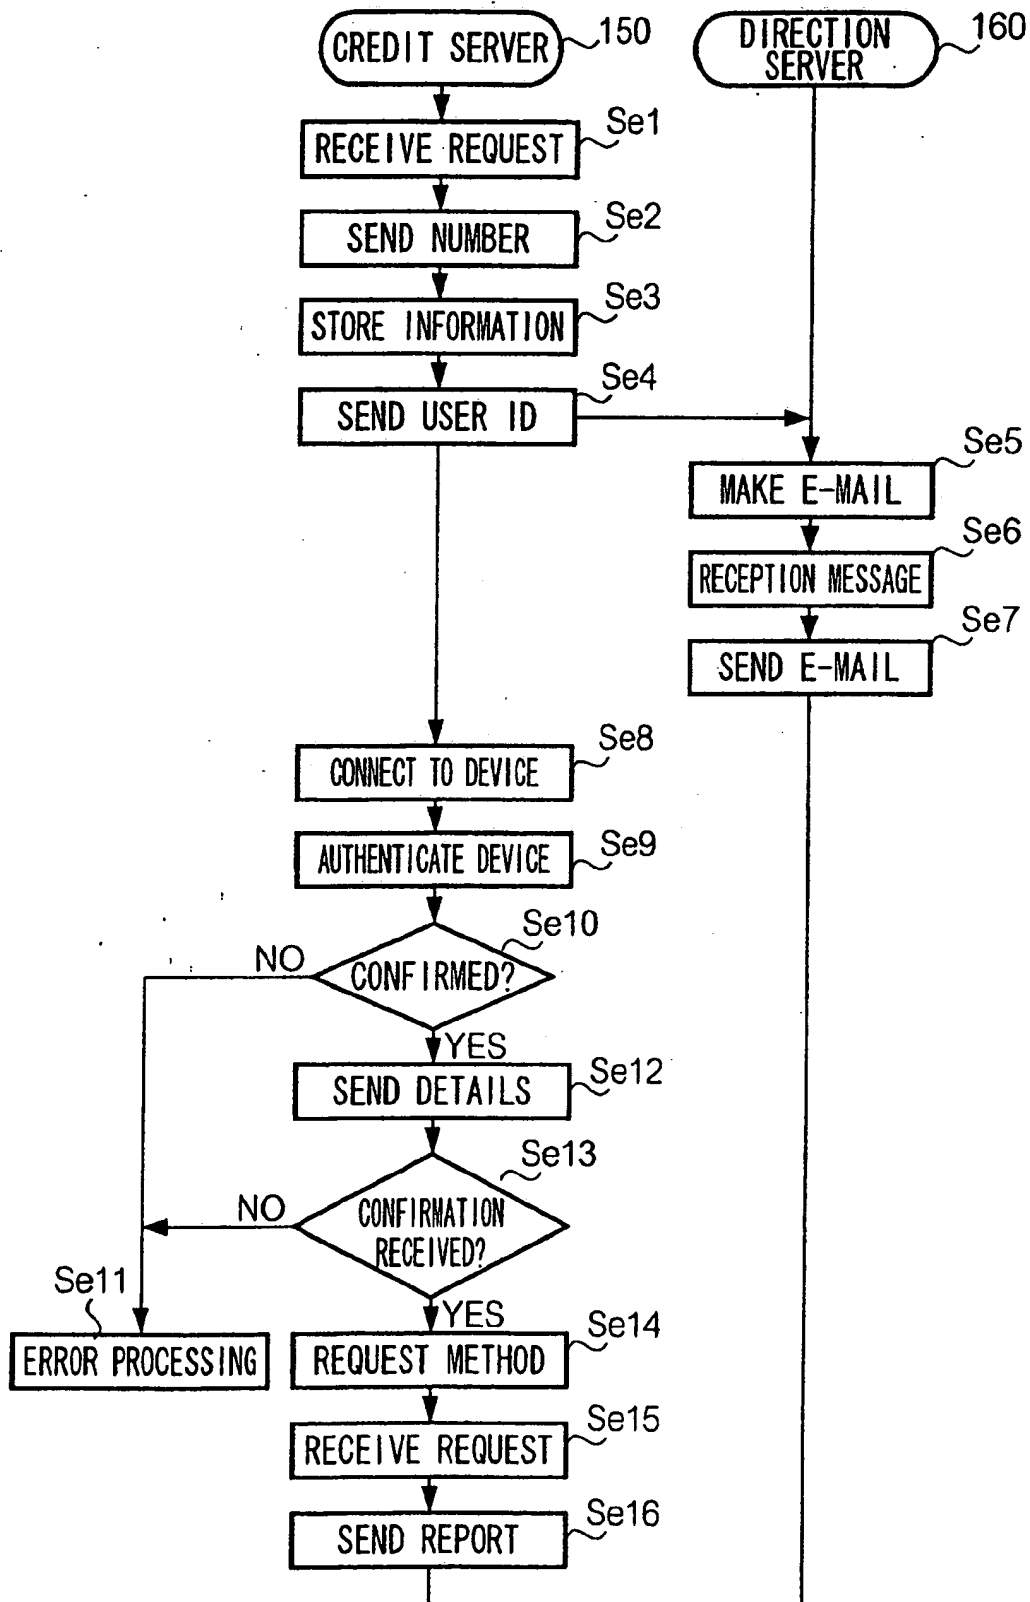 CREDIT SERVER
150
DIRECTION
SERVER
160
Se1
RECEIVE REQUEST
Se2
SEND NUMBER
Se3
STORE INFORMATION
Se4
SEND USER ID
Se5
MAKE E-MAIL
Se6
RECEPTION MESSAGE
Se7
SEND E-MAIL
Se8
CONNECT TO DEVICE
Se9
AUTHENTICATE DEVICE
Se10
NO
CONFIRMED?
YES
Se12
SEND DETAILS
Se13
NO
CONFIRMATION
RECEIVED?
Se11
YES
ERROR PROCESSING
Se14
REQUEST METHOD
Se15
RECEIVE REQUEST
Se16
SEND REPORT